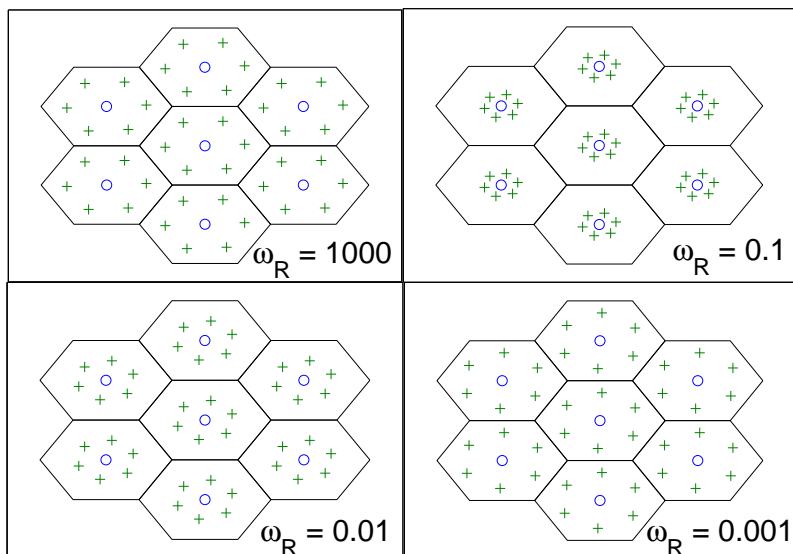 ω_R = 1000
ω_R = 0.1
ω_R = 0.01
ω_R = 0.001